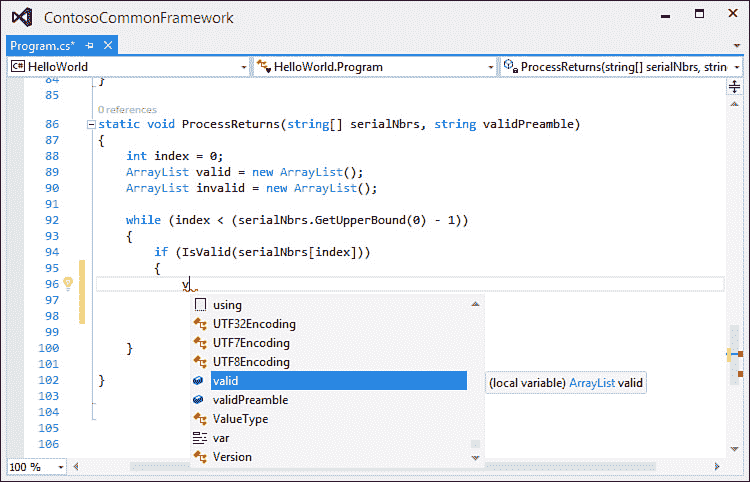 ContosoCommonFramework
Program.cs*
HelloWorld
HelloWorld.Program
ProcessReturns(string[] serialNbrs, strin
84 }
85
0 references
86 static void ProcessReturns(string[] serialNbrs, string validPreamble)
87 {
88 int index = 0;
89 ArrayList valid = new ArrayList();
90 ArrayList invalid = new ArrayList();
91
92 while (index < (serialNbrs.GetUpperBound(0) - 1))
93 {
94 if (IsValid(serialNbrs[index]))
95 {
96 v
97
98
99
100 }
101
102 }
103
104
105
106
using
UTF32Encoding
UTF7Encoding
UTF8Encoding
valid
(local variable) ArrayList valid
validPreamble
ValueType
var
Version
100 %